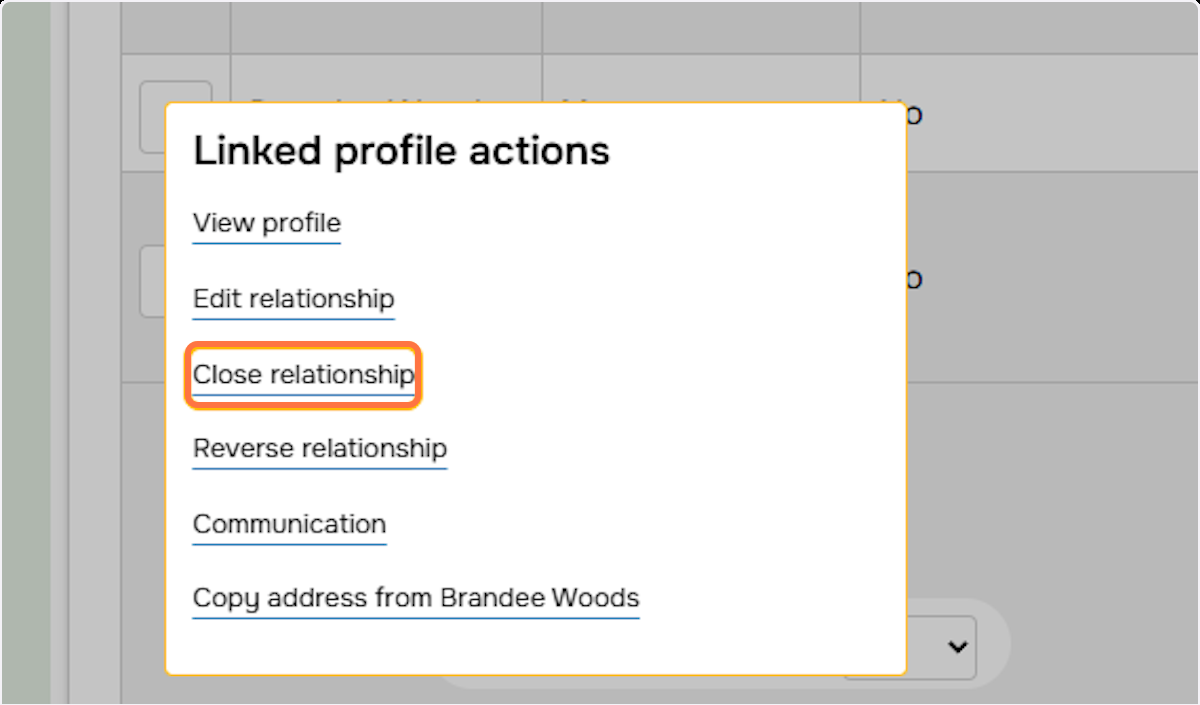 Linked profile actions
View profile
Edit relationship
Close relationship
Reverse relationship
Communication
Copy address from Brandee Woods